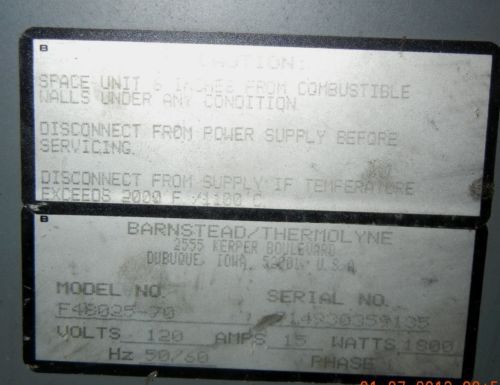 B
CAUTION:
SPACE UNIT 6 INCHES FROM COMBUSTIBLE
WALLS UNDER ANY CONDITION
DISCONNECT FROM POWER SUPPLY BEFORE
SERVICING.
DISCONNECT FROM SUPPLY IF TEMPERATURE
EXCEEDS 2000 F /1100 C.
B
BARNSTEAD/THERMOLYNE
2555 KERPER BOULEVARD
DUBUQUE, IOWA, 52001 U.S.A
MODEL NO. SERIAL NO.
F48025-70
VOLTS 120 AMPS 15 WATTS 1800
Hz 50/60 PHASE